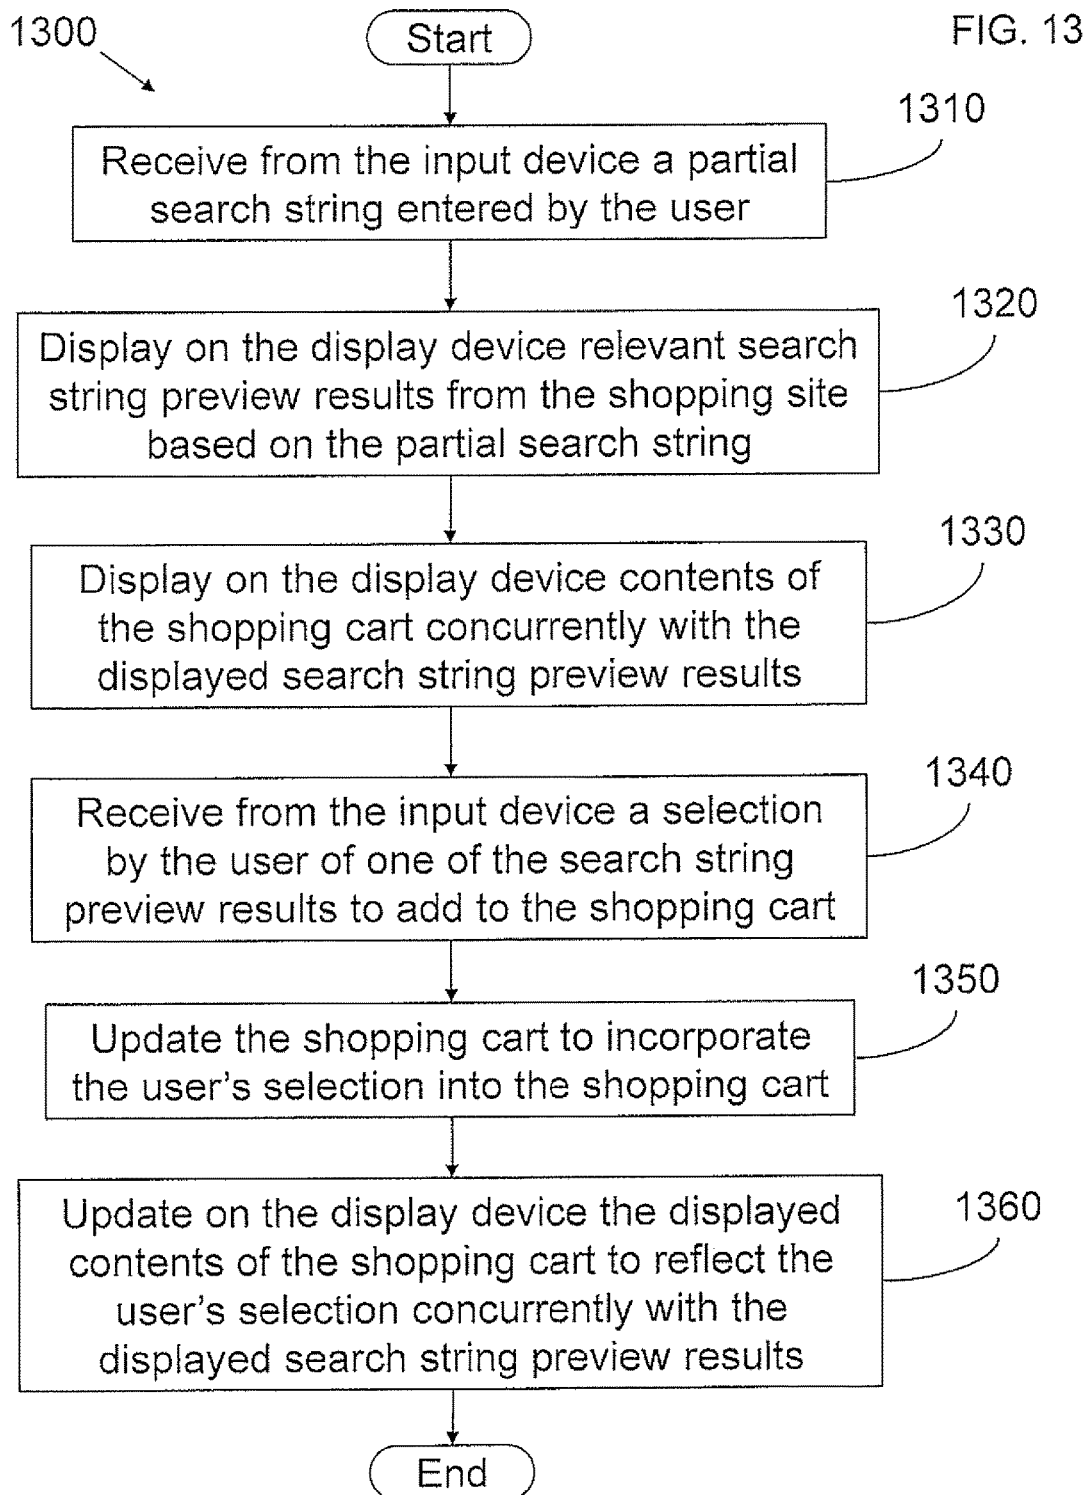 1300
Start
FIG. 13
1310
Receive from the input device a partial
search string entered by the user
1320
Display on the display device relevant search
string preview results from the shopping site
based on the partial search string
1330
Display on the display device contents of
the shopping cart concurrently with the
displayed search string preview results
1340
Receive from the input device a selection
by the user of one of the search string
preview results to add to the shopping cart
1350
Update the shopping cart to incorporate
the user's selection into the shopping cart
1360
Update on the display device the displayed
contents of the shopping cart to reflect the
user's selection concurrently with the
displayed search string preview results
End